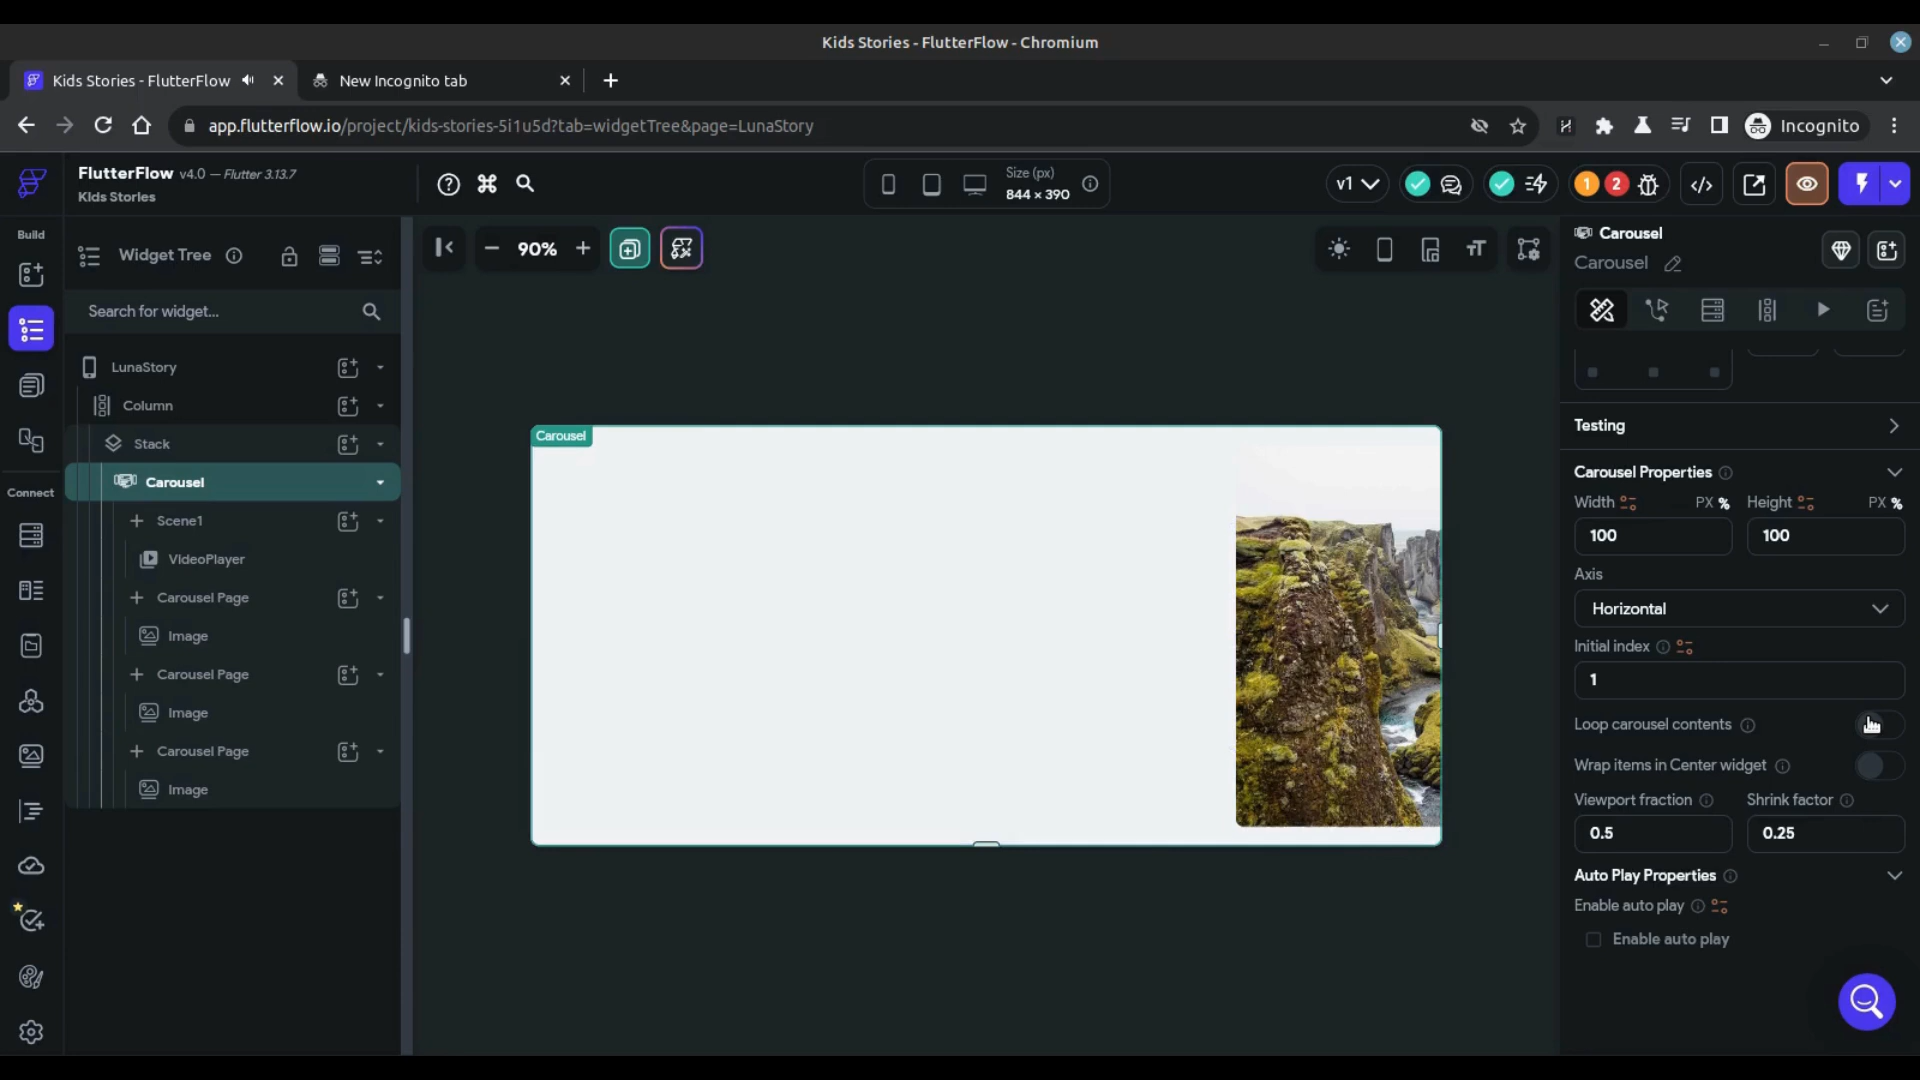 Kids Stories - FlutterFlow - Chromium
Kids Stories - FlutterFlow
New Incognito tab
app.flutterflow.io/project/kids-stories-5i1u5d?tab=widgetTree&page=LunaStory
Incognito
FlutterFlow v4.0 — Flutter 3.13.7
Kids Stories
Size (px)
844 × 390
v1
1 2
Build
Widget Tree
90%
Carousel
Carousel
Search for widget...
LunaStory
Column
Stack
Carousel
Connect
Scene1
VideoPlayer
Carousel Page
Image
Carousel Page
Image
Carousel Page
Image
Carousel
Testing
Carousel Properties
Width PX % Height PX %
100 100
Axis
Horizontal
Initial index
1
Loop carousel contents
Wrap items in Center widget
Viewport fraction Shrink factor
0.5 0.25
Auto Play Properties
Enable auto play
Enable auto play